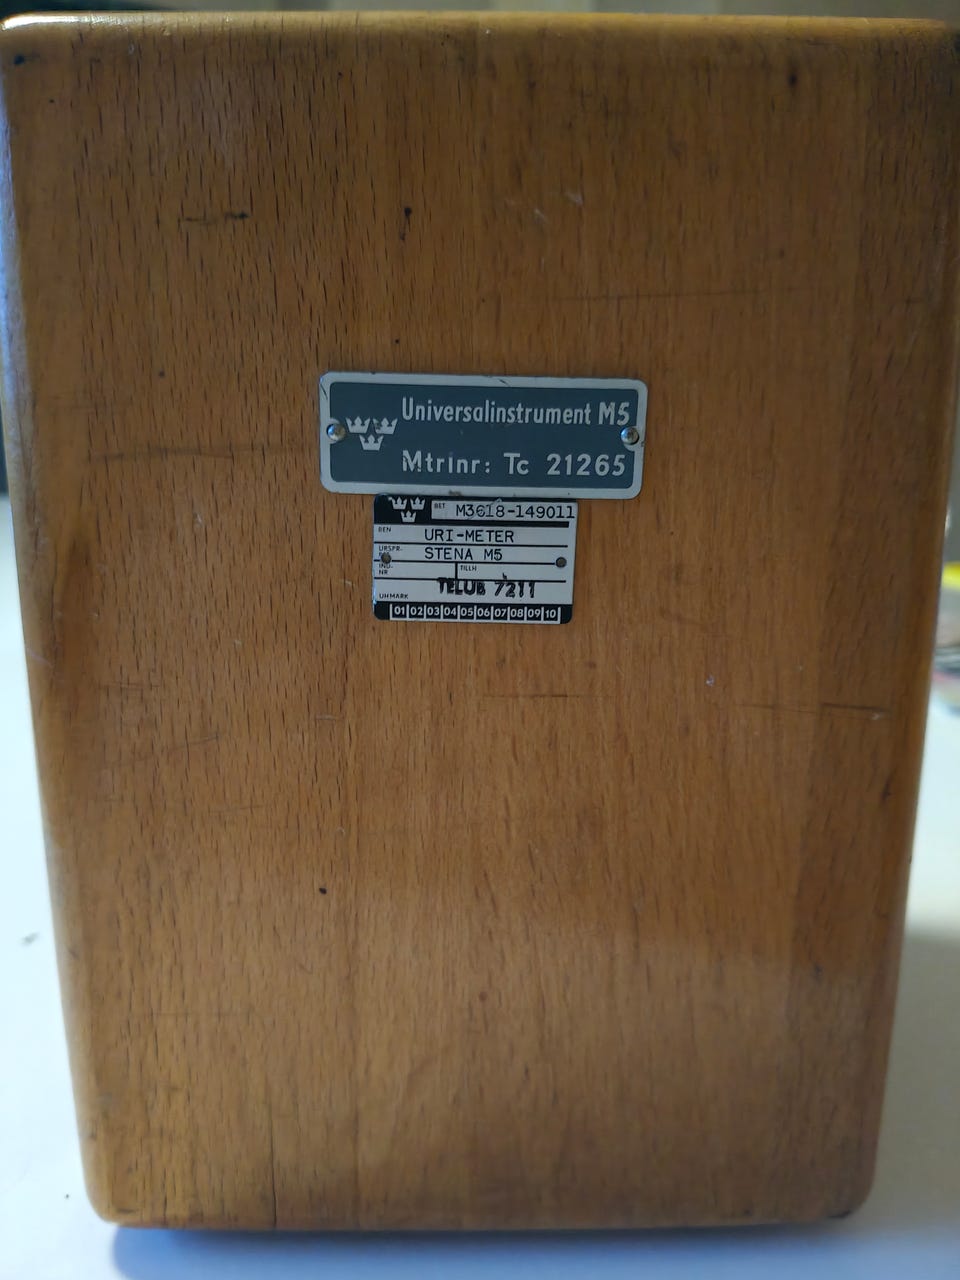 Universalinstrument M5
Mtrlnr: Tc 21265
BET M3618-149011
BEN URI-METER
URSPR- STENA M5
IND-NR TILLH
TELUB 7211
UHMARK
01 02 03 04 05 06 07 08 09 10